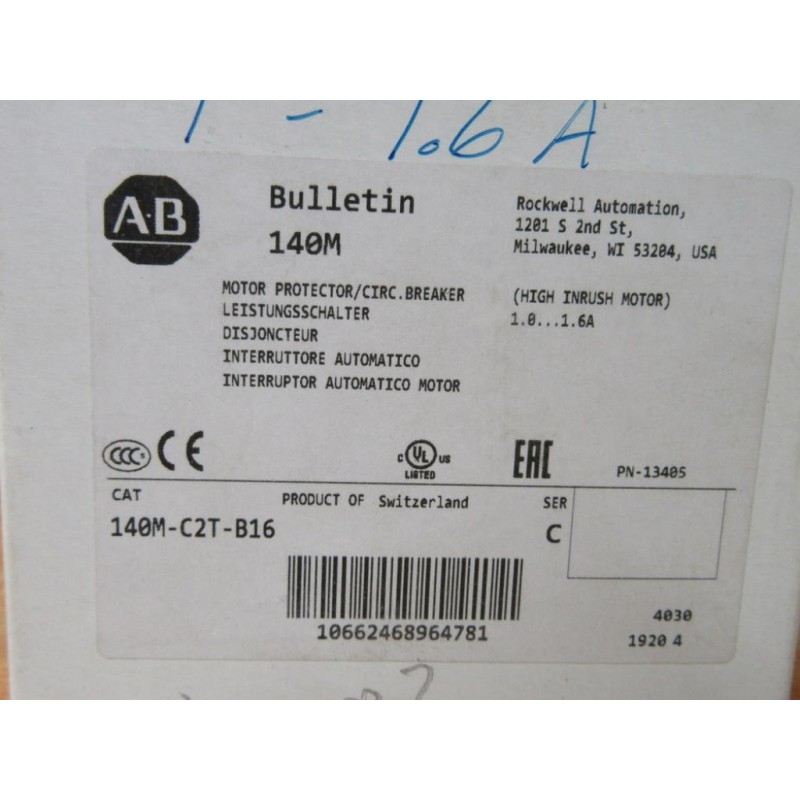 1 - 1.6 A
A·B
Bulletin
140M
Rockwell Automation,
1201 S 2nd St,
Milwaukee, WI 53204, USA
MOTOR PROTECTOR/CIRC.BREAKER
LEISTUNGSSCHALTER
DISJONCTEUR
INTERRUTTORE AUTOMATICO
INTERRUPTOR AUTOMATICO MOTOR
(HIGH INRUSH MOTOR)
1.0...1.6A
CCC CE C UL US LISTED EAC PN-13405
CAT PRODUCT OF Switzerland SER
140M-C2T-B16 C
10662468964781
4030
1920 4